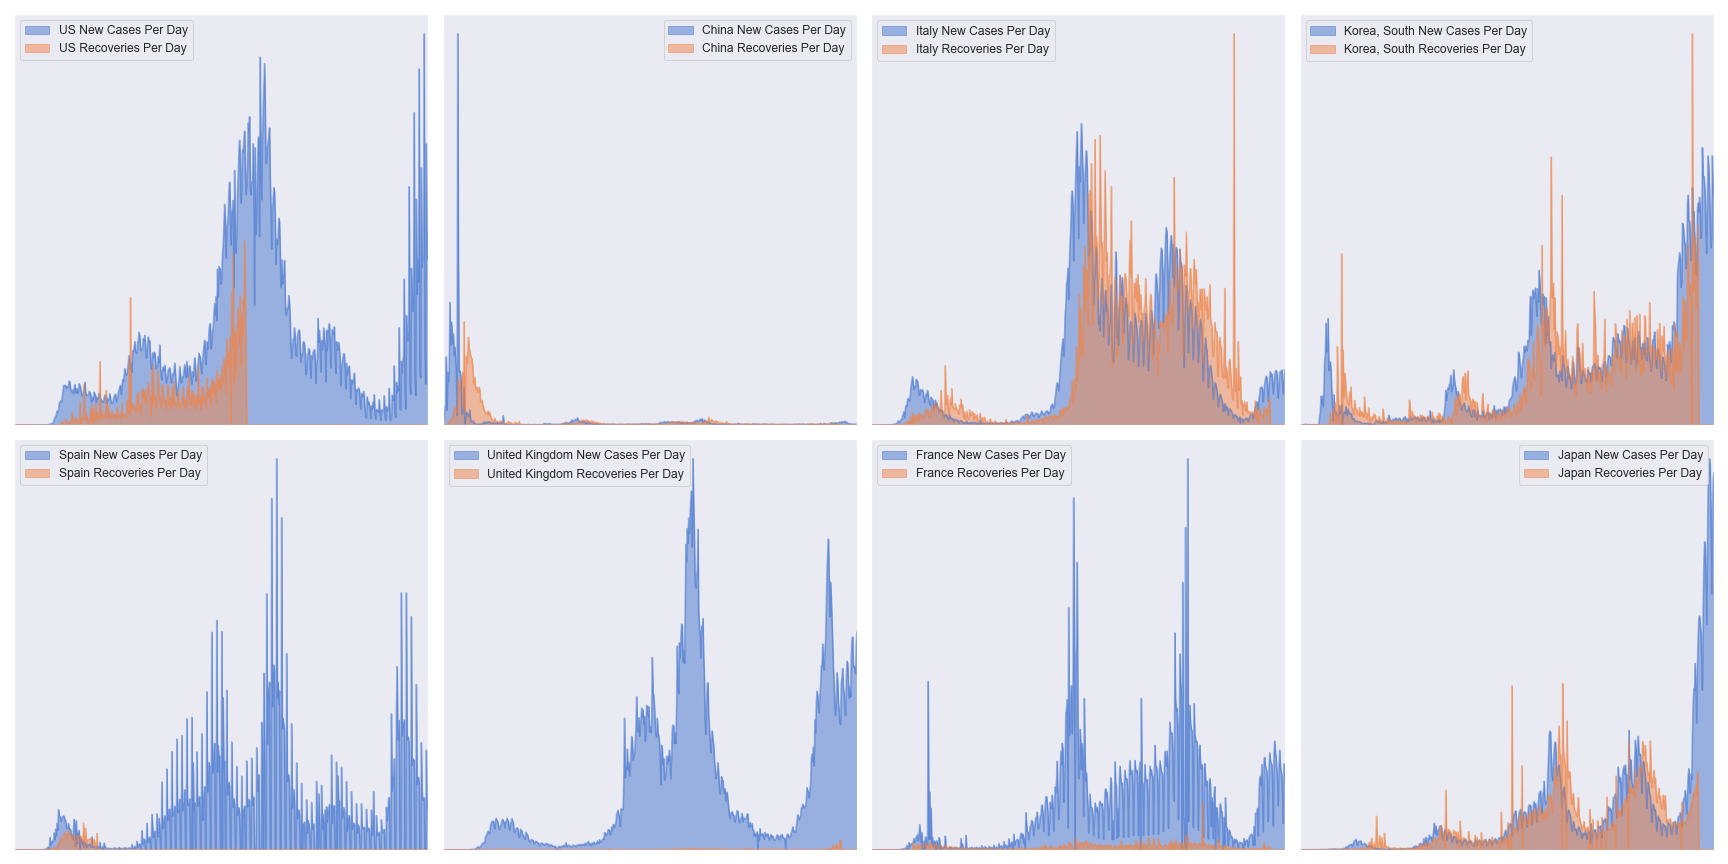 US New Cases Per Day
US Recoveries Per Day
China New Cases Per Day
China Recoveries Per Day
Italy New Cases Per Day
Italy Recoveries Per Day
Korea, South New Cases Per Day
Korea, South Recoveries Per Day
Spain New Cases Per Day
Spain Recoveries Per Day
United Kingdom New Cases Per Day
United Kingdom Recoveries Per Day
France New Cases Per Day
France Recoveries Per Day
Japan New Cases Per Day
Japan Recoveries Per Day